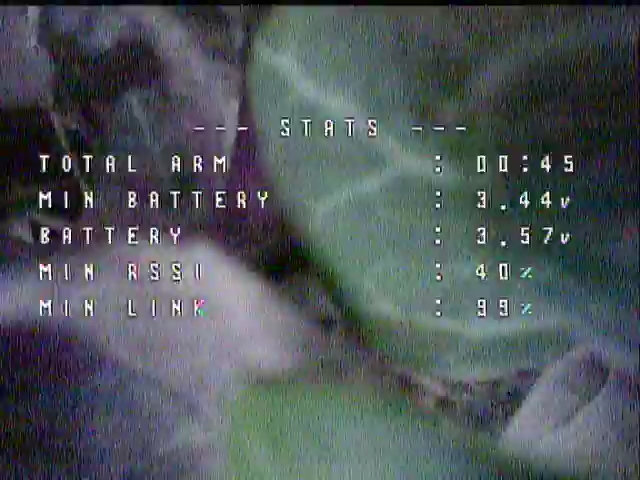 --- STATS ---
TOTAL ARM : 00:45
MIN BATTERY : 3.44v
BATTERY : 3.57v
MIN RSSI : 40%
MIN LINK : 99%